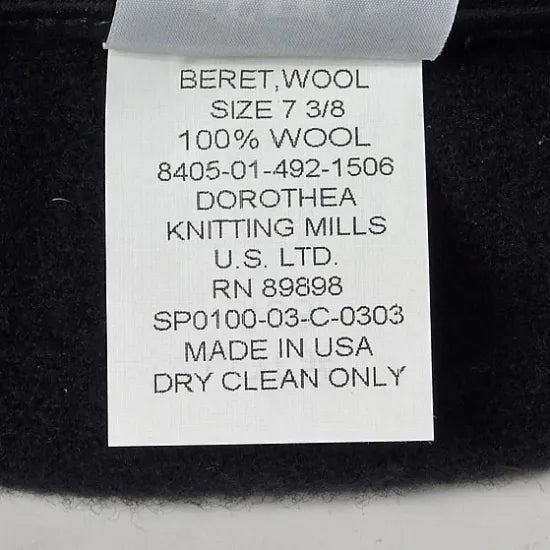 BERET,WOOL
SIZE 7 3/8
100% WOOL
8405-01-492-1506
DOROTHEA
KNITTING MILLS
U.S. LTD.
RN 89898
SP0100-03-C-0303
MADE IN USA
DRY CLEAN ONLY